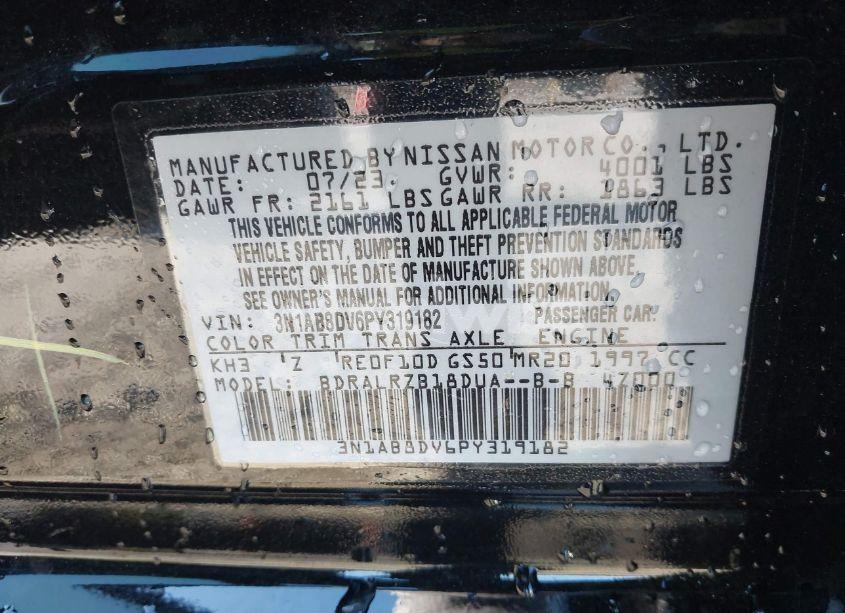 MANUFACTURED BY NISSAN MOTOR CO., LTD.
DATE: 07/23 GVWR: 4001 LBS
GAWR FR: 2161 LBS GAWR RR: 1863 LBS
THIS VEHICLE CONFORMS TO ALL APPLICABLE FEDERAL MOTOR
VEHICLE SAFETY, BUMPER AND THEFT PREVENTION STANDARDS
IN EFFECT ON THE DATE OF MANUFACTURE SHOWN ABOVE.
SEE OWNER'S MANUAL FOR ADDITIONAL INFORMATION.
VIN: 3N1AB8DV6PY319182 PASSENGER CAR
COLOR TRIM TRANS AXLE ENGINE
KH3 Z RE0F10D GS50 MR20 1997 CC
MODEL: BDRALRZB18DUA--B-B 4Z000
3N1AB8DV6PY319182